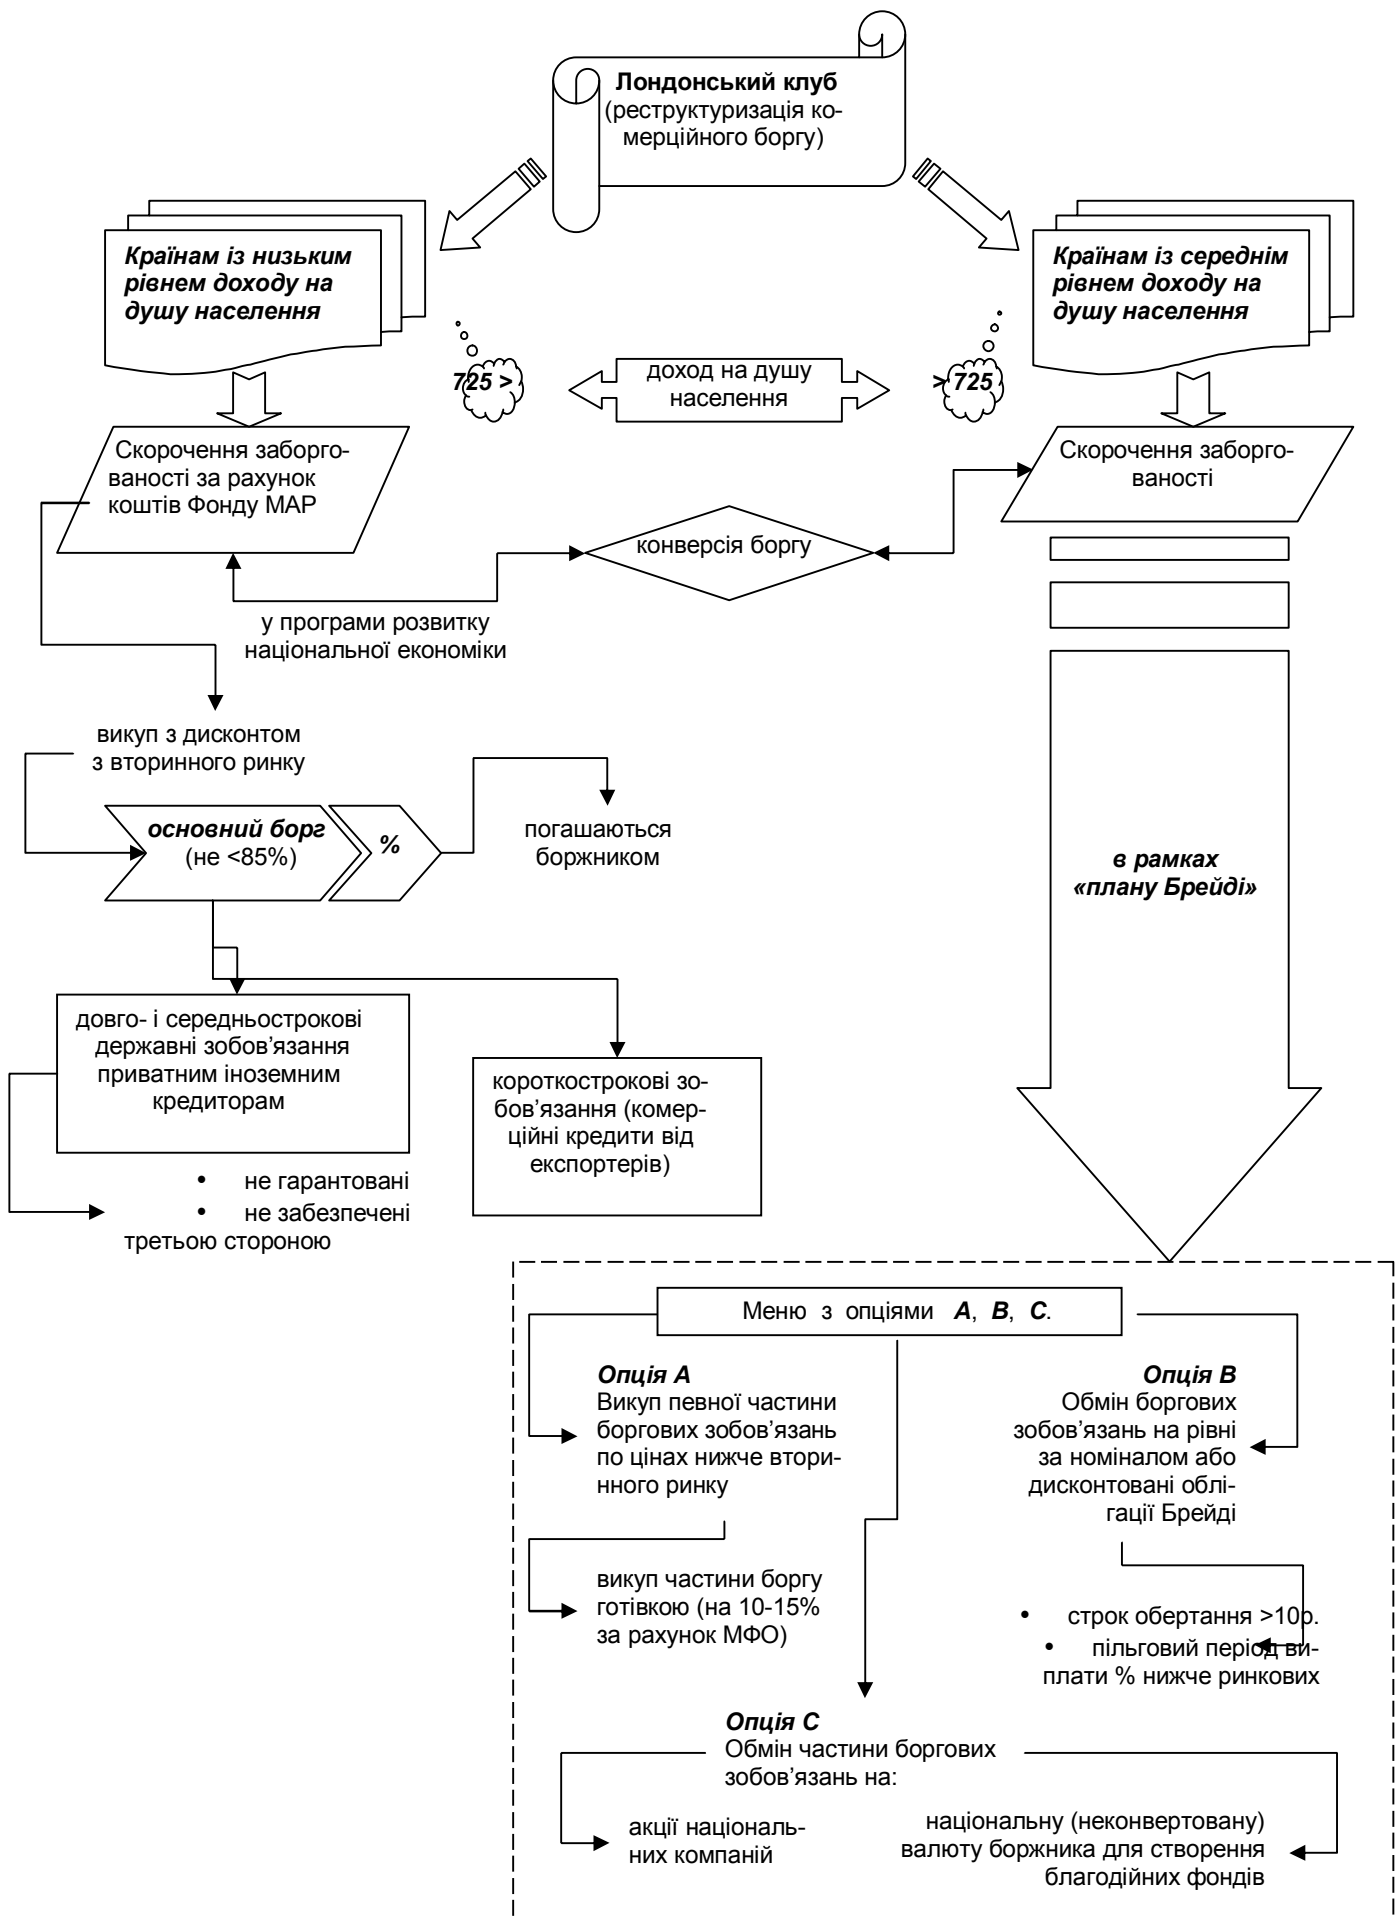 Лондонський клуб
(реструктуризація ко-
мерційного боргу)
Країнам із низьким
рівнем доходу на
душу населення
Країнам із середнім
рівнем доходу на
душу населення
725 >
доход на душу
населення
> 725
Скорочення заборго-
ваності за рахунок
коштів Фонду МАР
Скорочення заборго-
ваності
конверсія боргу
у програми розвитку
національної економіки
викуп з дисконтом
з вторинного ринку
основний борг
(не <85%)
%
погашаються
боржником
в рамках
«плану Брейді»
довго- і середньострокові
державні зобов’язання
приватним іноземним
кредиторам
короткострокові зо-
бов’язання (комер-
ційні кредити від
експортерів)
• не гарантовані
• не забезпечені
третьою стороною
Меню з опціями A, B, C.
Опція А
Викуп певної частини
боргових зобов’язань
по цінах нижче втори-
нного ринку
Опція В
Обмін боргових
зобов’язань на рівні
за номіналом або
дисконтовані облі-
гації Брейді
викуп частини боргу
готівкою (на 10-15%
за рахунок МФО)
• строк обертання >10р.
• пільговий період ви-
плати % нижче ринкових
Опція С
Обмін частини боргових
зобов’язань на:
акції національ-
них компаній
національну (неконвертовану)
валюту боржника для створення
благодійних фондів